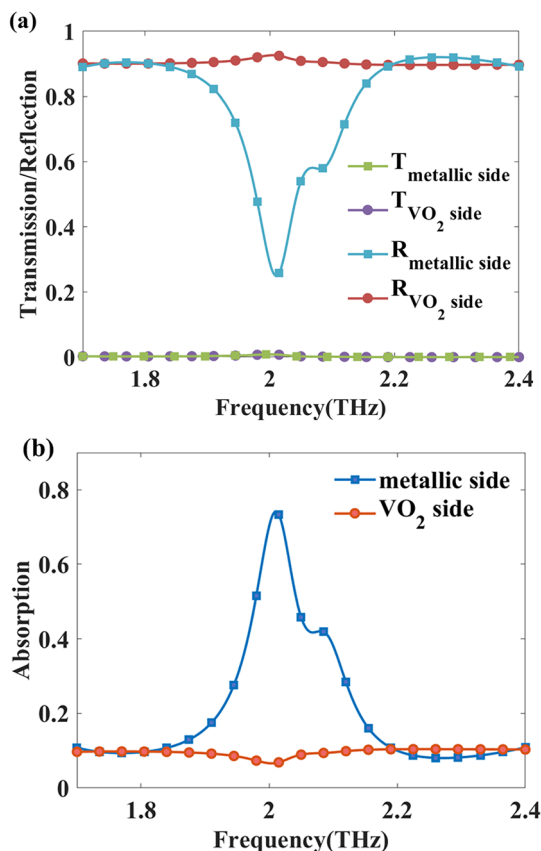 (a)
1
0.8
0.6
0.4
0.2
0
Transmission/Reflection
T metallic side
T VO2 side
R metallic side
R VO2 side
1.8 2 2.2 2.4
Frequency(THz)
(b)
0.8
0.6
0.4
0.2
0
Absorption
metallic side
VO2 side
1.8 2 2.2 2.4
Frequency(THz)